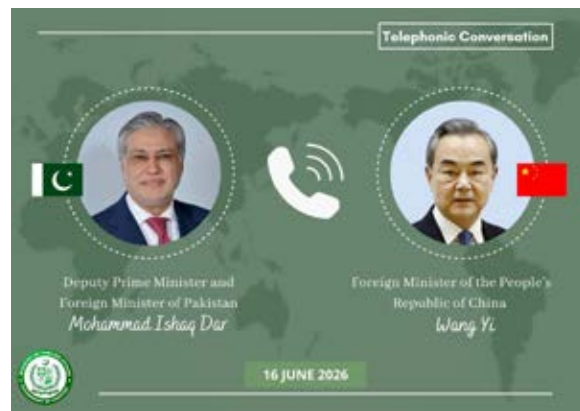 Telephonic Conversation
Deputy Prime Minister and
Foreign Minister of Pakistan
Mohammad Ishaq Dar
Foreign Minister of the People's
Republic of China
Wang Yi
16 JUNE 2026